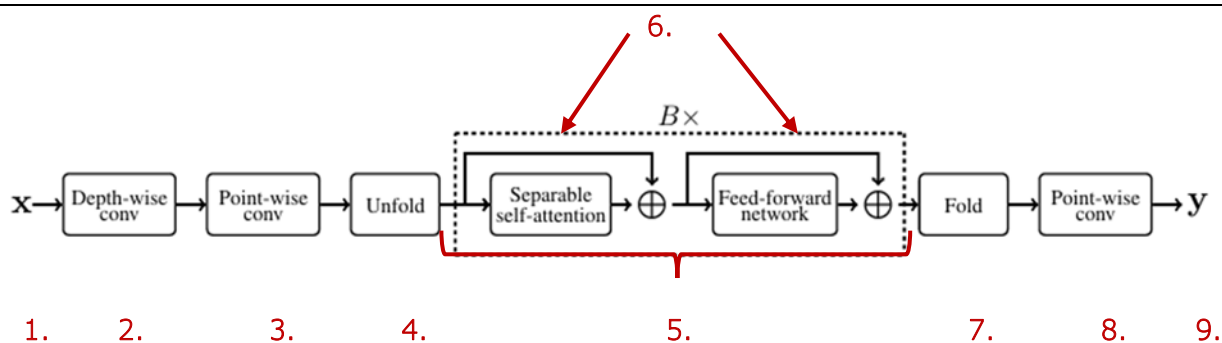 6.
B×
x
Depth-wise
conv
Point-wise
conv
Unfold
Separable
self-attention
Feed-forward
network
Fold
Point-wise
conv
y
1. 2. 3. 4. 5. 7. 8. 9.